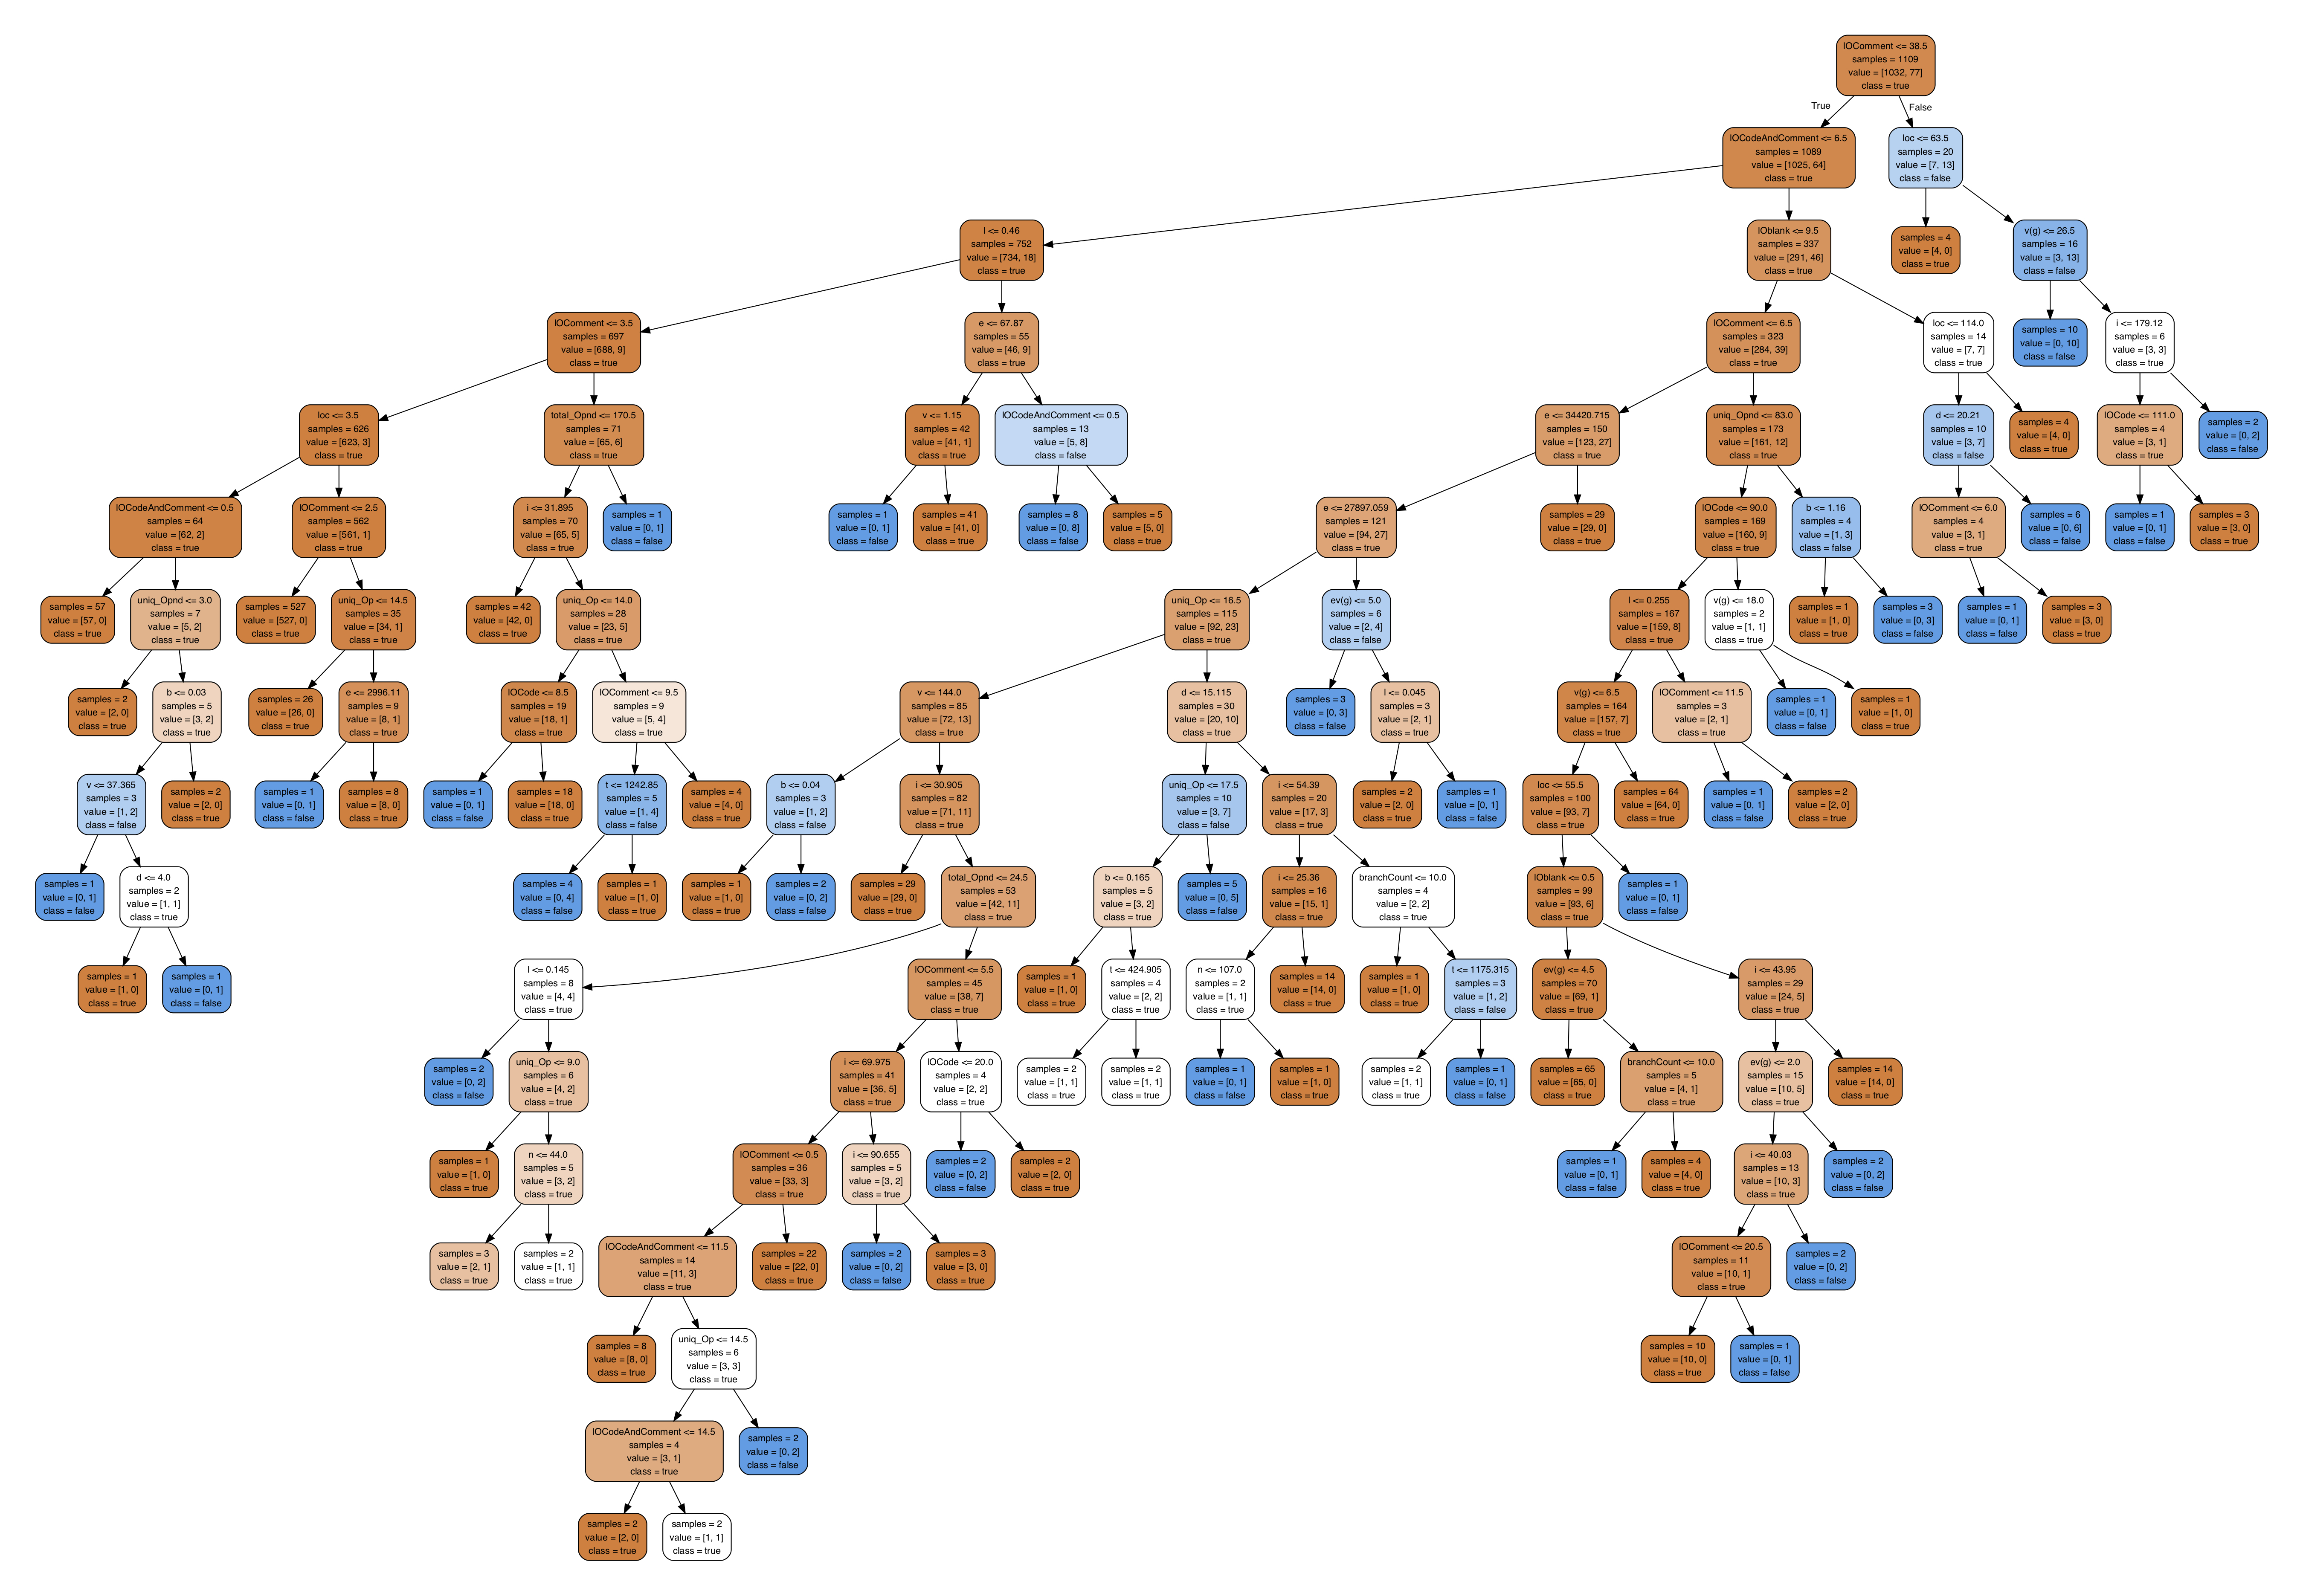 lOComment <= 38.5
samples = 1109
value = [1032, 77]
class = true
True
False
lOCodeAndComment <= 6.5
samples = 1089
value = [1025, 64]
class = true
loc <= 63.5
samples = 20
value = [7, 13]
class = false
l <= 0.46
samples = 752
value = [734, 18]
class = true
lOblank <= 9.5
samples = 337
value = [291, 46]
class = true
samples = 4
value = [4, 0]
class = true
v(g) <= 26.5
samples = 16
value = [3, 13]
class = false
lOComment <= 3.5
samples = 697
value = [688, 9]
class = true
e <= 67.87
samples = 55
value = [46, 9]
class = true
lOComment <= 6.5
samples = 323
value = [284, 39]
class = true
loc <= 114.0
samples = 14
value = [7, 7]
class = true
samples = 10
value = [0, 10]
class = false
i <= 179.12
samples = 6
value = [3, 3]
class = true
loc <= 3.5
samples = 626
value = [623, 3]
class = true
total_Opnd <= 170.5
samples = 71
value = [65, 6]
class = true
v <= 1.15
samples = 42
value = [41, 1]
class = true
lOCodeAndComment <= 0.5
samples = 13
value = [5, 8]
class = false
e <= 34420.715
samples = 150
value = [123, 27]
class = true
uniq_Opnd <= 83.0
samples = 173
value = [161, 12]
class = true
d <= 20.21
samples = 10
value = [3, 7]
class = false
samples = 4
value = [4, 0]
class = true
lOCode <= 111.0
samples = 4
value = [3, 1]
class = true
samples = 2
value = [0, 2]
class = false
lOCodeAndComment <= 0.5
samples = 64
value = [62, 2]
class = true
lOComment <= 2.5
samples = 562
value = [561, 1]
class = true
i <= 31.895
samples = 70
value = [65, 5]
class = true
samples = 1
value = [0, 1]
class = false
samples = 1
value = [0, 1]
class = false
samples = 41
value = [41, 0]
class = true
samples = 8
value = [0, 8]
class = false
samples = 5
value = [5, 0]
class = true
e <= 27897.059
samples = 121
value = [94, 27]
class = true
samples = 29
value = [29, 0]
class = true
lOCode <= 90.0
samples = 169
value = [160, 9]
class = true
b <= 1.16
samples = 4
value = [1, 3]
class = false
lOComment <= 6.0
samples = 4
value = [3, 1]
class = true
samples = 6
value = [0, 6]
class = false
samples = 1
value = [0, 1]
class = false
samples = 3
value = [3, 0]
class = true
samples = 57
value = [57, 0]
class = true
uniq_Opnd <= 3.0
samples = 7
value = [5, 2]
class = true
samples = 527
value = [527, 0]
class = true
uniq_Op <= 14.5
samples = 35
value = [34, 1]
class = true
samples = 42
value = [42, 0]
class = true
uniq_Op <= 14.0
samples = 28
value = [23, 5]
class = true
uniq_Op <= 16.5
samples = 115
value = [92, 23]
class = true
ev(g) <= 5.0
samples = 6
value = [2, 4]
class = false
l <= 0.255
samples = 167
value = [159, 8]
class = true
v(g) <= 18.0
samples = 2
value = [1, 1]
class = true
samples = 1
value = [1, 0]
class = true
samples = 3
value = [0, 3]
class = false
samples = 1
value = [0, 1]
class = false
samples = 3
value = [3, 0]
class = true
samples = 2
value = [2, 0]
class = true
b <= 0.03
samples = 5
value = [3, 2]
class = true
samples = 26
value = [26, 0]
class = true
e <= 2996.11
samples = 9
value = [8, 1]
class = true
lOCode <= 8.5
samples = 19
value = [18, 1]
class = true
lOComment <= 9.5
samples = 9
value = [5, 4]
class = true
v <= 144.0
samples = 85
value = [72, 13]
class = true
d <= 15.115
samples = 30
value = [20, 10]
class = true
samples = 3
value = [0, 3]
class = false
l <= 0.045
samples = 3
value = [2, 1]
class = true
v(g) <= 6.5
samples = 164
value = [157, 7]
class = true
lOComment <= 11.5
samples = 3
value = [2, 1]
class = true
samples = 1
value = [0, 1]
class = false
samples = 1
value = [1, 0]
class = true
v <= 37.365
samples = 3
value = [1, 2]
class = false
samples = 2
value = [2, 0]
class = true
samples = 1
value = [0, 1]
class = false
samples = 8
value = [8, 0]
class = true
samples = 1
value = [0, 1]
class = false
samples = 18
value = [18, 0]
class = true
t <= 1242.85
samples = 5
value = [1, 4]
class = false
samples = 4
value = [4, 0]
class = true
b <= 0.04
samples = 3
value = [1, 2]
class = false
i <= 30.905
samples = 82
value = [71, 11]
class = true
uniq_Op <= 17.5
samples = 10
value = [3, 7]
class = false
i <= 54.39
samples = 20
value = [17, 3]
class = true
samples = 2
value = [2, 0]
class = true
samples = 1
value = [0, 1]
class = false
loc <= 55.5
samples = 100
value = [93, 7]
class = true
samples = 64
value = [64, 0]
class = true
samples = 1
value = [0, 1]
class = false
samples = 2
value = [2, 0]
class = true
samples = 1
value = [0, 1]
class = false
d <= 4.0
samples = 2
value = [1, 1]
class = true
samples = 4
value = [0, 4]
class = false
samples = 1
value = [1, 0]
class = true
samples = 1
value = [1, 0]
class = true
samples = 2
value = [0, 2]
class = false
samples = 29
value = [29, 0]
class = true
total_Opnd <= 24.5
samples = 53
value = [42, 11]
class = true
b <= 0.165
samples = 5
value = [3, 2]
class = true
samples = 5
value = [0, 5]
class = false
i <= 25.36
samples = 16
value = [15, 1]
class = true
branchCount <= 10.0
samples = 4
value = [2, 2]
class = true
lOblank <= 0.5
samples = 99
value = [93, 6]
class = true
samples = 1
value = [0, 1]
class = false
samples = 1
value = [1, 0]
class = true
samples = 1
value = [0, 1]
class = false
l <= 0.145
samples = 8
value = [4, 4]
class = true
lOComment <= 5.5
samples = 45
value = [38, 7]
class = true
samples = 1
value = [1, 0]
class = true
t <= 424.905
samples = 4
value = [2, 2]
class = true
n <= 107.0
samples = 2
value = [1, 1]
class = true
samples = 14
value = [14, 0]
class = true
samples = 1
value = [1, 0]
class = true
t <= 1175.315
samples = 3
value = [1, 2]
class = false
ev(g) <= 4.5
samples = 70
value = [69, 1]
class = true
i <= 43.95
samples = 29
value = [24, 5]
class = true
samples = 2
value = [0, 2]
class = false
uniq_Op <= 9.0
samples = 6
value = [4, 2]
class = true
i <= 69.975
samples = 41
value = [36, 5]
class = true
lOCode <= 20.0
samples = 4
value = [2, 2]
class = true
samples = 2
value = [1, 1]
class = true
samples = 2
value = [1, 1]
class = true
samples = 1
value = [0, 1]
class = false
samples = 1
value = [1, 0]
class = true
samples = 2
value = [1, 1]
class = true
samples = 1
value = [0, 1]
class = false
samples = 65
value = [65, 0]
class = true
branchCount <= 10.0
samples = 5
value = [4, 1]
class = true
ev(g) <= 2.0
samples = 15
value = [10, 5]
class = true
samples = 14
value = [14, 0]
class = true
samples = 1
value = [1, 0]
class = true
n <= 44.0
samples = 5
value = [3, 2]
class = true
lOComment <= 0.5
samples = 36
value = [33, 3]
class = true
i <= 90.655
samples = 5
value = [3, 2]
class = true
samples = 2
value = [0, 2]
class = false
samples = 2
value = [2, 0]
class = true
samples = 1
value = [0, 1]
class = false
samples = 4
value = [4, 0]
class = true
i <= 40.03
samples = 13
value = [10, 3]
class = true
samples = 2
value = [0, 2]
class = false
samples = 3
value = [2, 1]
class = true
samples = 2
value = [1, 1]
class = true
lOCodeAndComment <= 11.5
samples = 14
value = [11, 3]
class = true
samples = 22
value = [22, 0]
class = true
samples = 2
value = [0, 2]
class = false
samples = 3
value = [3, 0]
class = true
lOComment <= 20.5
samples = 11
value = [10, 1]
class = true
samples = 2
value = [0, 2]
class = false
samples = 8
value = [8, 0]
class = true
uniq_Op <= 14.5
samples = 6
value = [3, 3]
class = true
samples = 10
value = [10, 0]
class = true
samples = 1
value = [0, 1]
class = false
lOCodeAndComment <= 14.5
samples = 4
value = [3, 1]
class = true
samples = 2
value = [0, 2]
class = false
samples = 2
value = [2, 0]
class = true
samples = 2
value = [1, 1]
class = true